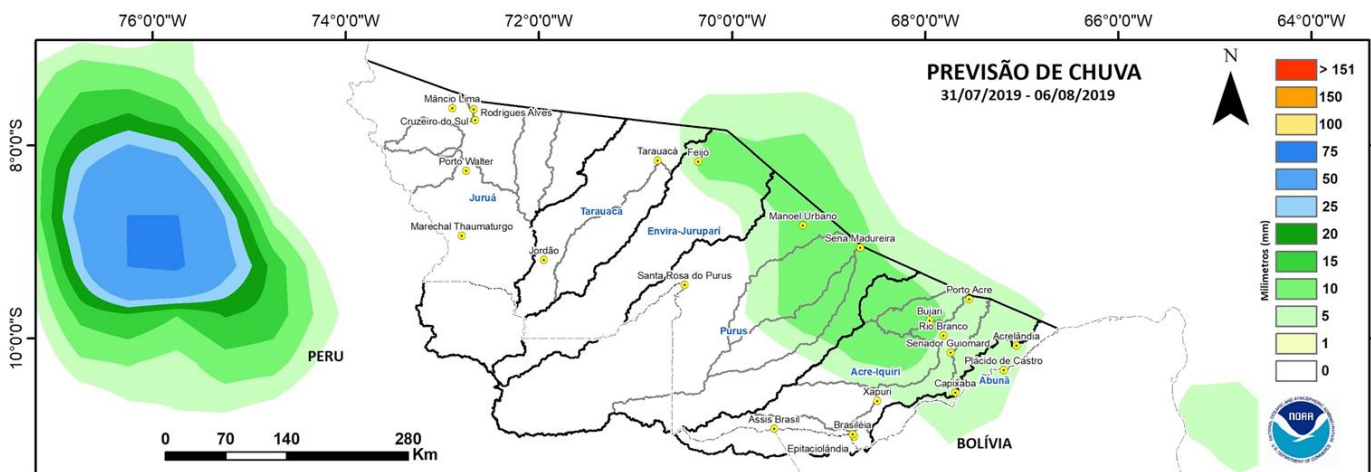 76°0'0"W
74°0'0"W
72°0'0"W
70°0'0"W
68°0'0"W
66°0'0"W
64°0'0"W
PREVISÃO DE CHUVA
31/07/2019 - 06/08/2019
N
> 151
150
100
75
50
25
20
15
10
5
1
0
Milímetros (mm)
8°0'0"S
10°0'0"S
Mâncio Lima
Rodrigues Alves
Cruzeiro do Sul
Porto Walter
Juruá
Marechal Thaumaturgo
Tarauacá
Feijó
Tarauacá
Jordão
Envira-Jurupari
Manoel Urbano
Sena Madureira
Santa Rosa do Purus
Purus
Porto Acre
Bujari
Rio Branco
Senador Guiomard
Acrelândia
Plácido de Castro
Acre-Iquiri
Abunã
Capixaba
Xapuri
Assis Brasil
Brasiléia
Epitaciolândia
PERU
BOLÍVIA
0 70 140 280
Km
NOAA